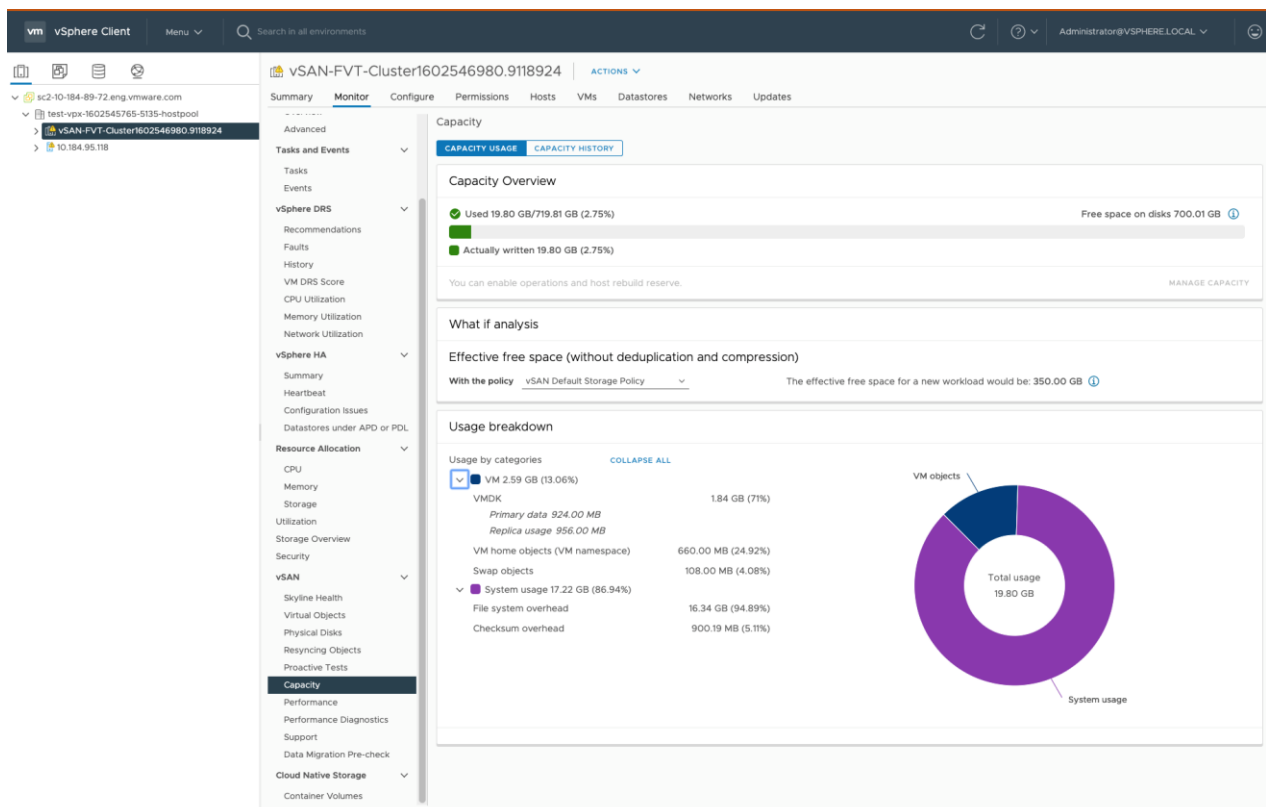 vm vSphere Client Menu Search in all environments Administrator@VSPHERE.LOCAL
sc2-10-184-89-72.eng.vmware.com
test-vpx-1602545765-5135-hostpool
vSAN-FVT-Cluster1602546980.9118924
10.184.95.118
vSAN-FVT-Cluster1602546980.9118924 ACTIONS
Summary Monitor Configure Permissions Hosts VMs Datastores Networks Updates
Advanced
Tasks and Events
Tasks
Events
vSphere DRS
Recommendations
Faults
History
VM DRS Score
CPU Utilization
Memory Utilization
Network Utilization
vSphere HA
Summary
Heartbeat
Configuration Issues
Datastores under APD or PDL
Resource Allocation
CPU
Memory
Storage
Utilization
Storage Overview
Security
vSAN
Skyline Health
Virtual Objects
Physical Disks
Resyncing Objects
Proactive Tests
Capacity
Performance
Performance Diagnostics
Support
Data Migration Pre-check
Cloud Native Storage
Container Volumes
Capacity
CAPACITY USAGE CAPACITY HISTORY
Capacity Overview
Used 19.80 GB/719.81 GB (2.75%) Free space on disks 700.01 GB
Actually written 19.80 GB (2.75%)
You can enable operations and host rebuild reserve. MANAGE CAPACITY
What if analysis
Effective free space (without deduplication and compression)
With the policy vSAN Default Storage Policy The effective free space for a new workload would be: 350.00 GB
Usage breakdown
Usage by categories COLLAPSE ALL
VM 2.59 GB (13.06%)
VMDK 1.84 GB (71%)
Primary data 924.00 MB
Replica usage 956.00 MB
VM home objects (VM namespace) 660.00 MB (24.92%)
Swap objects 108.00 MB (4.08%)
System usage 17.22 GB (86.94%)
File system overhead 16.34 GB (94.89%)
Checksum overhead 900.19 MB (5.11%)
VM objects
Total usage
19.80 GB
System usage